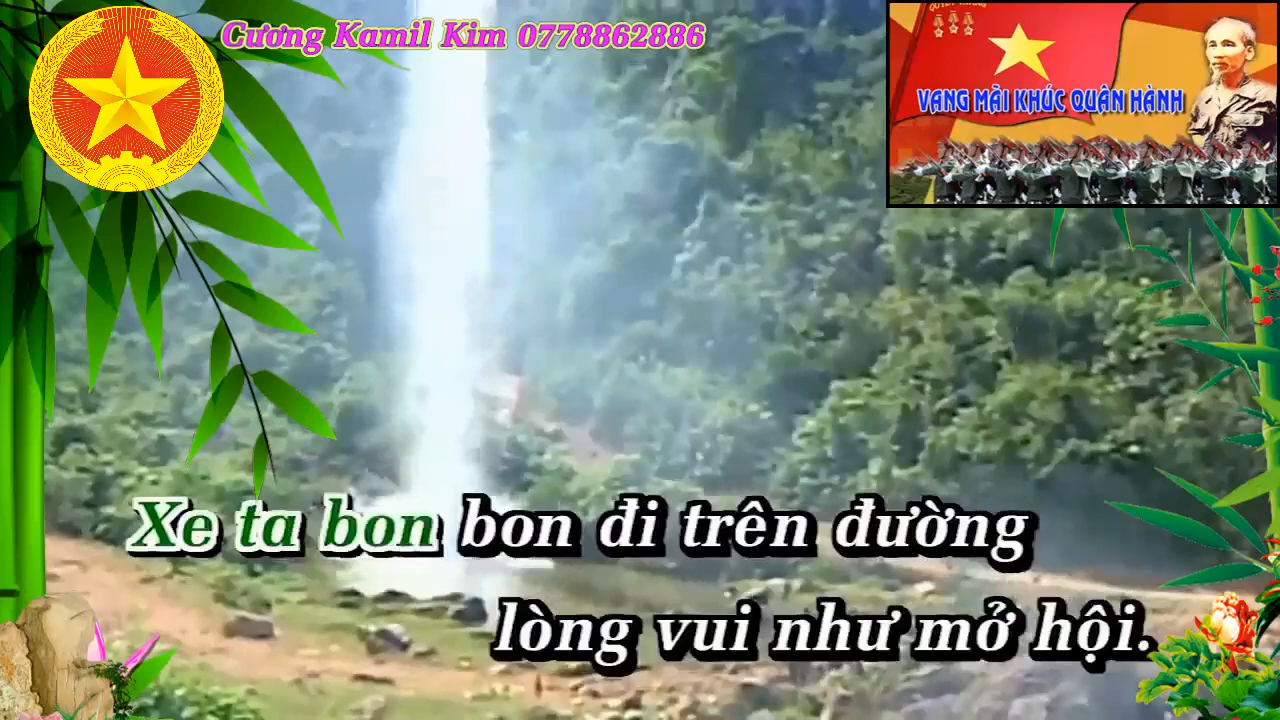 Cương Kamil Kim 0778862886
VANG MÃI KHÚC QUÂN HÀNH
Xe ta bon bon đi trên đường
lòng vui như mở hội.